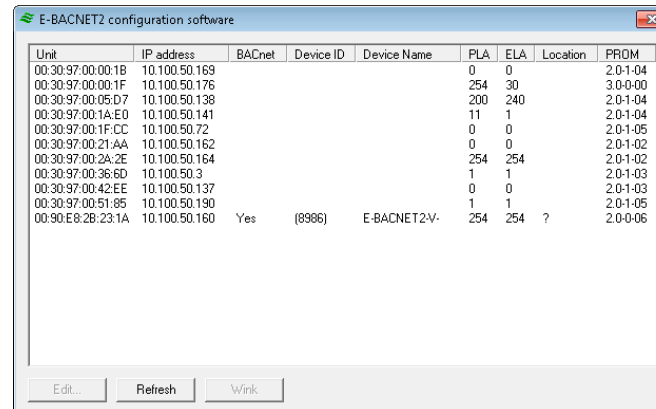 E-BACNET2 configuration software
Unit IP address BACnet Device ID Device Name PLA ELA Location PROM
00:30:97:00:00:1B 10.100.50.169 0 0 2.0-1-04
00:30:97:00:00:1F 10.100.50.176 254 30 3.0-0-00
00:30:97:00:05:D7 10.100.50.138 200 240 2.0-1-04
00:30:97:00:1A:E0 10.100.50.141 11 1 2.0-1-04
00:30:97:00:1F:CC 10.100.50.72 0 0 2.0-1-05
00:30:97:00:21:AA 10.100.50.162 0 0 2.0-1-02
00:30:97:00:2A:2E 10.100.50.164 254 254 2.0-1-02
00:30:97:00:36:6D 10.100.50.3 1 1 2.0-1-03
00:30:97:00:42:EE 10.100.50.137 0 0 2.0-1-03
00:30:97:00:51:85 10.100.50.190 1 1 2.0-1-05
00:90:E8:2B:23:1A 10.100.50.160 Yes (8986) E-BACNET2-V- 254 254 ? 2.0-0-06
Edit... Refresh Wink